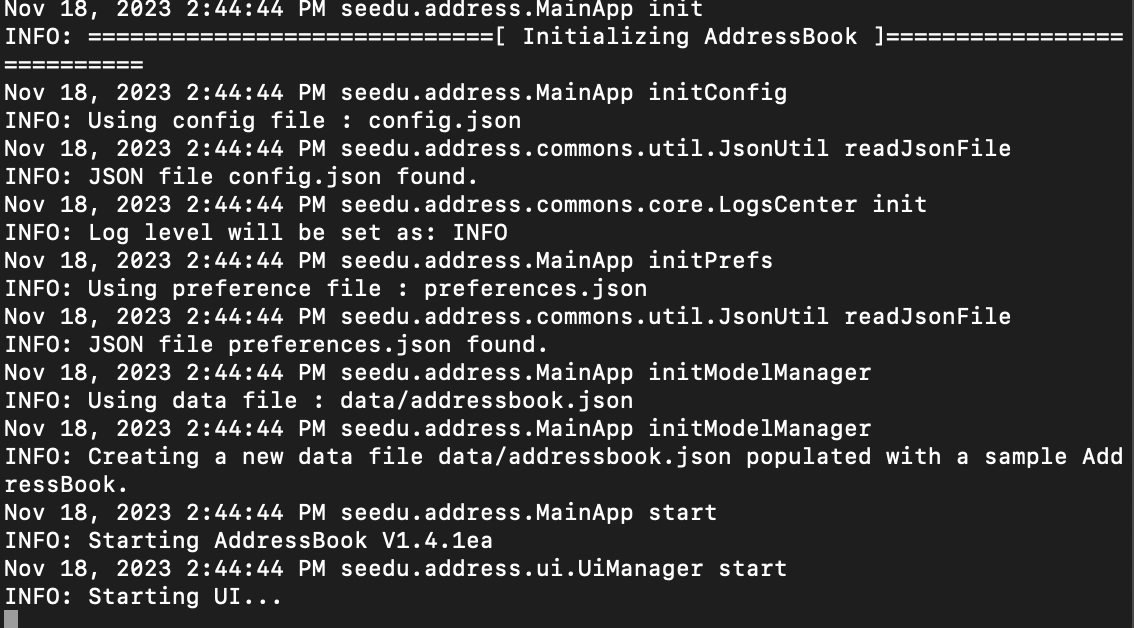 Nov 18, 2023 2:44:44 PM seedu.address.MainApp init
INFO: =============================[ Initializing AddressBook ]=================
==========
Nov 18, 2023 2:44:44 PM seedu.address.MainApp initConfig
INFO: Using config file : config.json
Nov 18, 2023 2:44:44 PM seedu.address.commons.util.JsonUtil readJsonFile
INFO: JSON file config.json found.
Nov 18, 2023 2:44:44 PM seedu.address.commons.core.LogsCenter init
INFO: Log level will be set as: INFO
Nov 18, 2023 2:44:44 PM seedu.address.MainApp initPrefs
INFO: Using preference file : preferences.json
Nov 18, 2023 2:44:44 PM seedu.address.commons.util.JsonUtil readJsonFile
INFO: JSON file preferences.json found.
Nov 18, 2023 2:44:44 PM seedu.address.MainApp initModelManager
INFO: Using data file : data/addressbook.json
Nov 18, 2023 2:44:44 PM seedu.address.MainApp initModelManager
INFO: Creating a new data file data/addressbook.json populated with a sample Add
ressBook.
Nov 18, 2023 2:44:44 PM seedu.address.MainApp start
INFO: Starting AddressBook V1.4.1ea
Nov 18, 2023 2:44:44 PM seedu.address.ui.UiManager start
INFO: Starting UI...